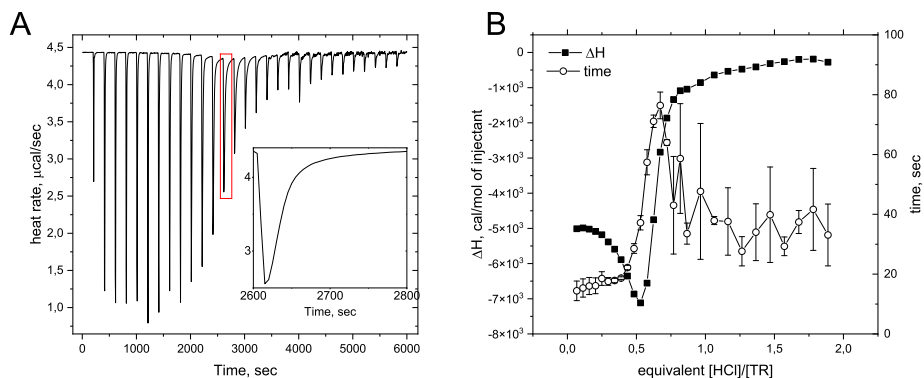 A
heat rate, µcal/sec
4,5
4,0
3,5
3,0
2,5
2,0
1,5
1,0
4
3
2600 2700 2800
Time, sec
0 1000 2000 3000 4000 5000 6000
Time, sec
B
ΔH
time
ΔH, cal/mol of injectant
0
-1×10³
-2×10³
-3×10³
-4×10³
-5×10³
-6×10³
-7×10³
-8×10³
100
80
60
40
20
0
time, sec
0,0 0,5 1,0 1,5 2,0
equivalent [HCl]/[TR]